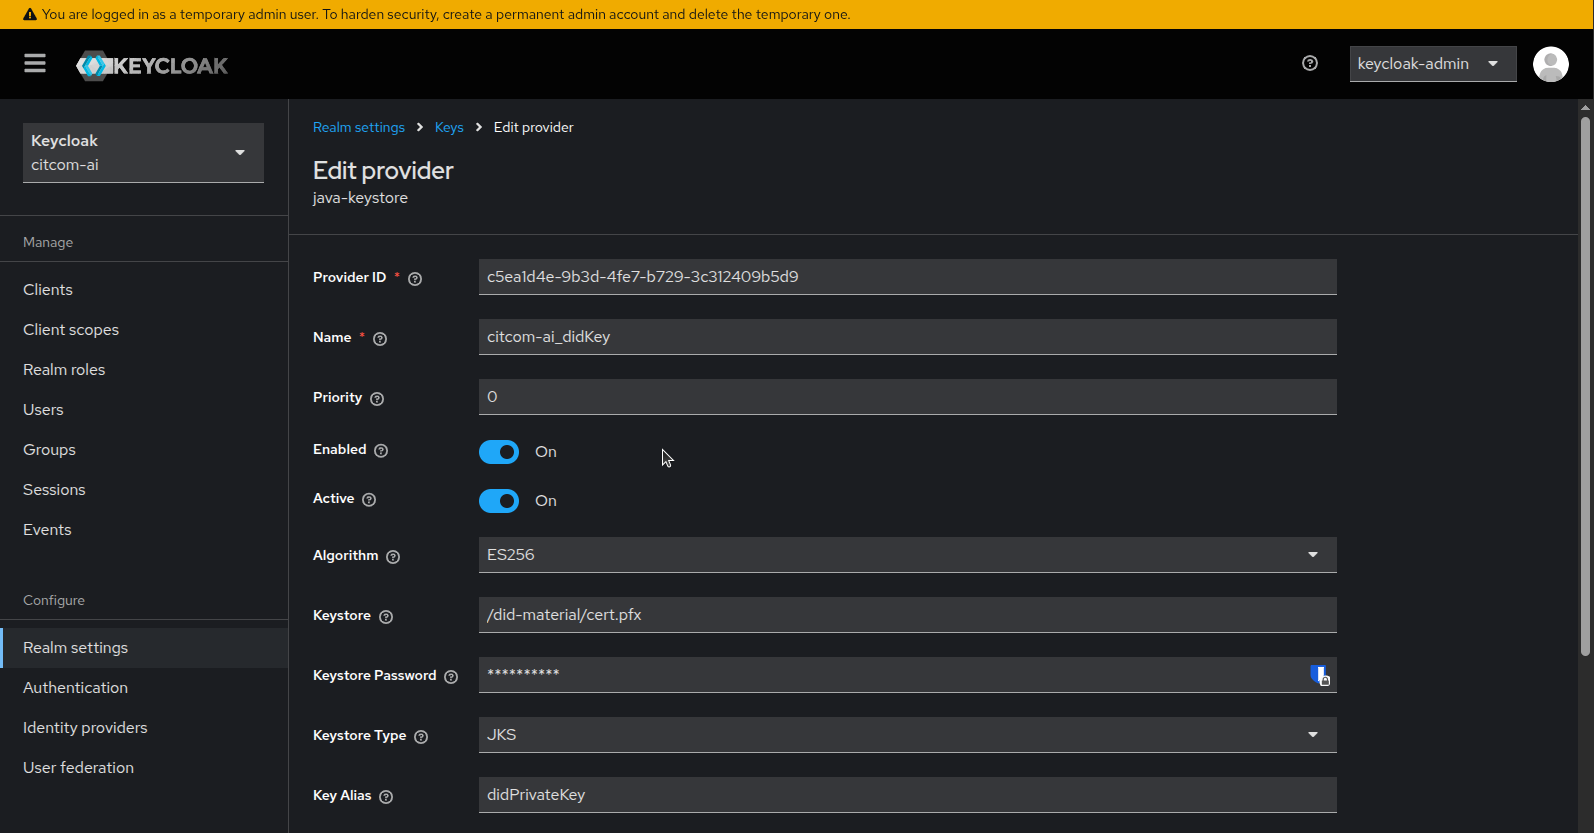 You are logged in as a temporary admin user. To harden security, create a permanent admin account and delete the temporary one.
KEYCLOAK
keycloak-admin
Keycloak
citcom-ai
Manage
Clients
Client scopes
Realm roles
Users
Groups
Sessions
Events
Configure
Realm settings
Authentication
Identity providers
User federation
Realm settings > Keys > Edit provider
Edit provider
java-keystore
Provider ID * c5ea1d4e-9b3d-4fe7-b729-3c312409b5d9
Name * citcom-ai_didKey
Priority 0
Enabled On
Active On
Algorithm ES256
Keystore /did-material/cert.pfx
Keystore Password **********
Keystore Type JKS
Key Alias didPrivateKey